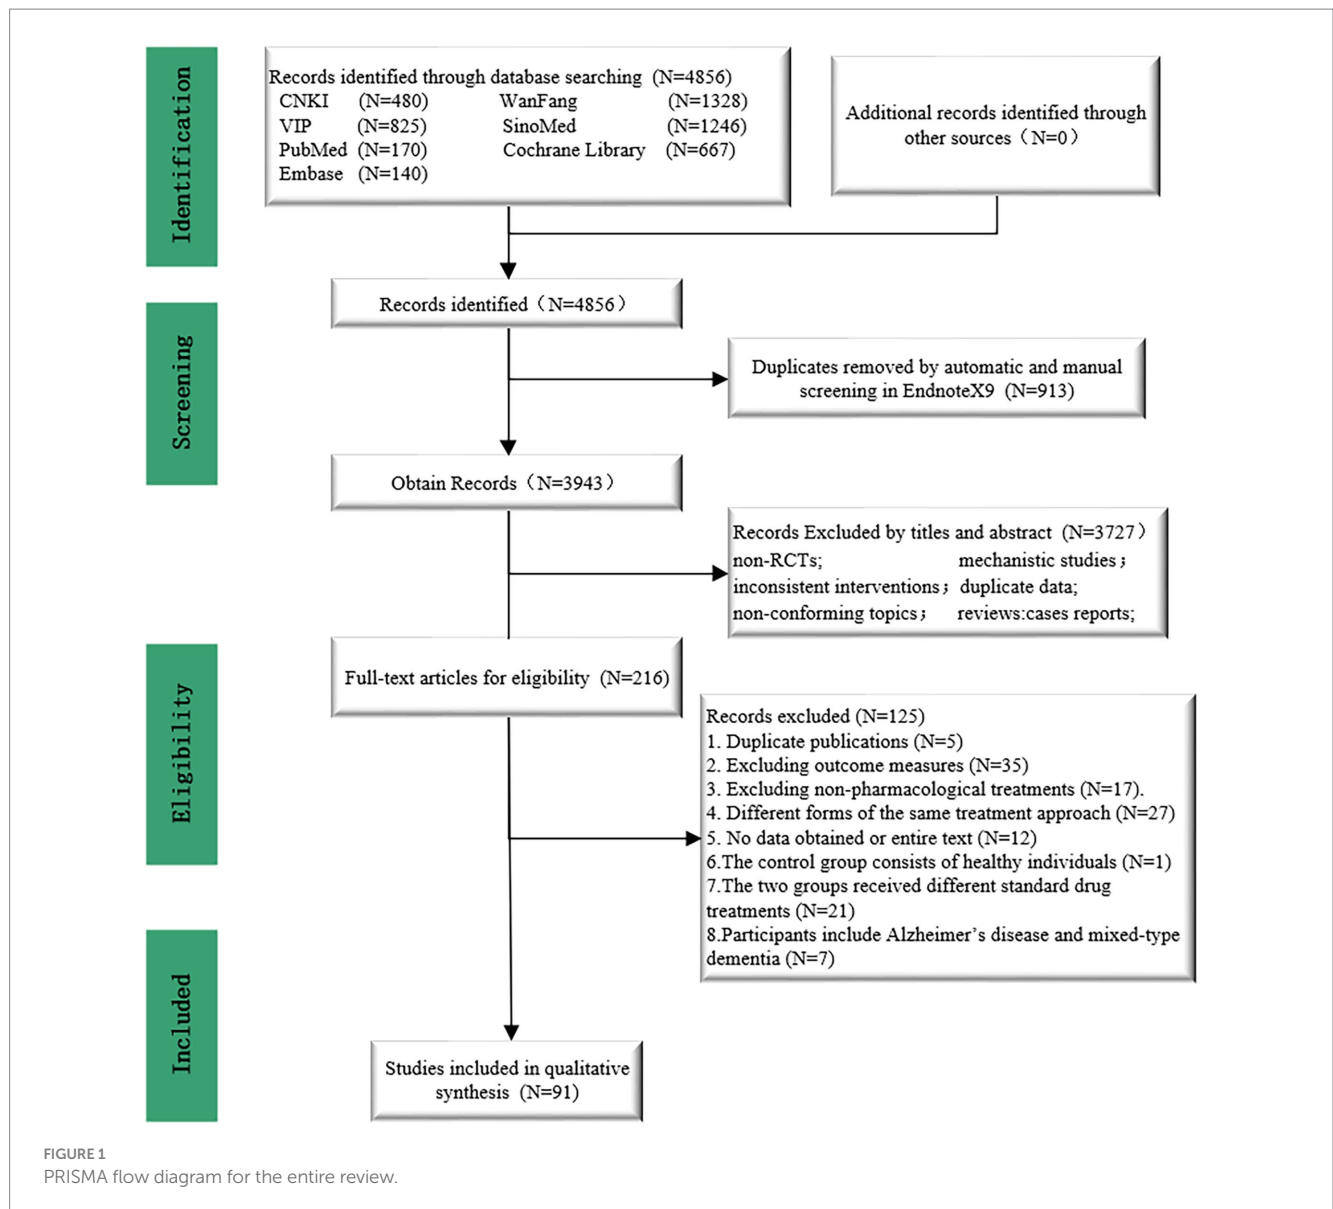 Identification
Records identified through database searching (N=4856)
CNKI (N=480) WanFang (N=1328)
VIP (N=825) SinoMed (N=1246)
PubMed (N=170) Cochrane Library (N=667)
Embase (N=140)
Additional records identified through
other sources（N=0）
Records identified（N=4856）
Screening
Duplicates removed by automatic and manual
screening in EndnoteX9 (N=913)
Obtain Records（N=3943）
Records Excluded by titles and abstract (N=3727）
non-RCTs; mechanistic studies；
inconsistent interventions； duplicate data;
non-conforming topics； reviews:cases reports;
Eligibility
Full-text articles for eligibility (N=216)
Records excluded (N=125)
1. Duplicate publications (N=5)
2. Excluding outcome measures (N=35)
3. Excluding non-pharmacological treatments (N=17).
4. Different forms of the same treatment approach (N=27)
5. No data obtained or entire text (N=12)
6.The control group consists of healthy individuals (N=1)
7.The two groups received different standard drug
treatments (N=21)
8.Participants include Alzheimer’s disease and mixed-type
dementia (N=7)
Included
Studies included in qualitative
synthesis (N=91)
FIGURE 1
PRISMA flow diagram for the entire review.